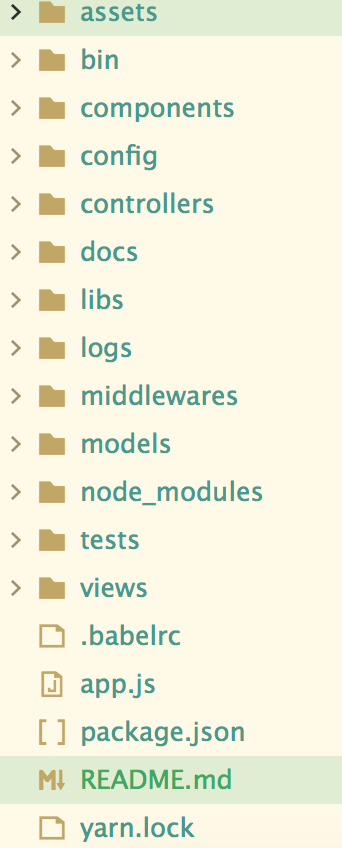 assets
bin
components
config
controllers
docs
libs
logs
middlewares
models
node_modules
tests
views
.babelrc
app.js
package.json
README.md
yarn.lock